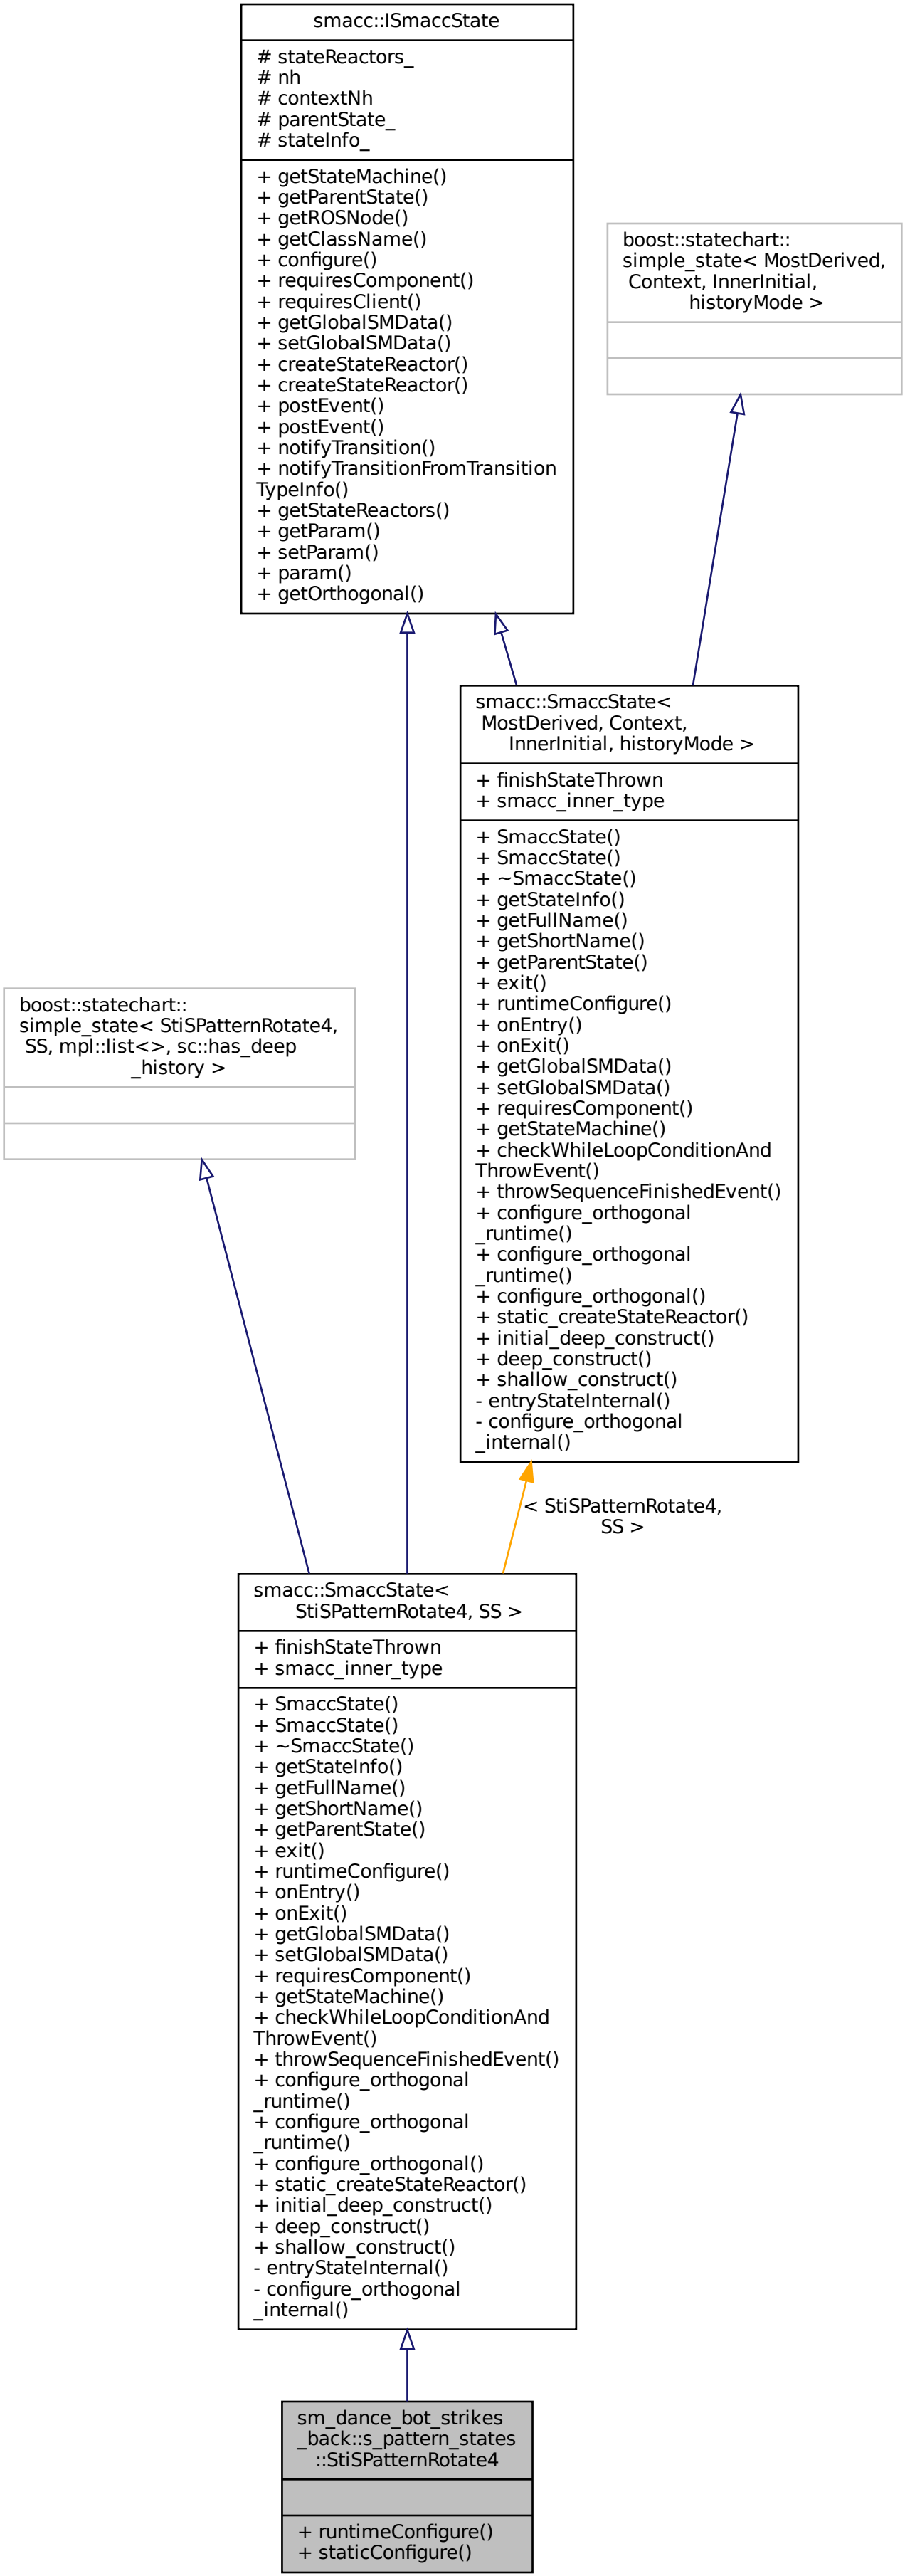 smacc::ISmaccState
# stateReactors_
# nh
# contextNh
# parentState_
# stateInfo_
+ getStateMachine()
+ getParentState()
+ getROSNode()
+ getClassName()
+ configure()
+ requiresComponent()
+ requiresClient()
+ getGlobalSMData()
+ setGlobalSMData()
+ createStateReactor()
+ createStateReactor()
+ postEvent()
+ postEvent()
+ notifyTransition()
+ notifyTransitionFromTransition
TypeInfo()
+ getStateReactors()
+ getParam()
+ setParam()
+ param()
+ getOrthogonal()
boost::statechart::
simple_state< MostDerived,
Context, InnerInitial,
historyMode >
smacc::SmaccState<
MostDerived, Context,
InnerInitial, historyMode >
+ finishStateThrown
+ smacc_inner_type
+ SmaccState()
+ SmaccState()
+ ~SmaccState()
+ getStateInfo()
+ getFullName()
+ getShortName()
+ getParentState()
+ exit()
+ runtimeConfigure()
+ onEntry()
+ onExit()
+ getGlobalSMData()
+ setGlobalSMData()
+ requiresComponent()
+ getStateMachine()
+ checkWhileLoopConditionAnd
ThrowEvent()
+ throwSequenceFinishedEvent()
+ configure_orthogonal
_runtime()
+ configure_orthogonal
_runtime()
+ configure_orthogonal()
+ static_createStateReactor()
+ initial_deep_construct()
+ deep_construct()
+ shallow_construct()
- entryStateInternal()
- configure_orthogonal
_internal()
boost::statechart::
simple_state< StiSPatternRotate4,
SS, mpl::list<>, sc::has_deep
_history >
< StiSPatternRotate4,
SS >
smacc::SmaccState<
StiSPatternRotate4, SS >
+ finishStateThrown
+ smacc_inner_type
+ SmaccState()
+ SmaccState()
+ ~SmaccState()
+ getStateInfo()
+ getFullName()
+ getShortName()
+ getParentState()
+ exit()
+ runtimeConfigure()
+ onEntry()
+ onExit()
+ getGlobalSMData()
+ setGlobalSMData()
+ requiresComponent()
+ getStateMachine()
+ checkWhileLoopConditionAnd
ThrowEvent()
+ throwSequenceFinishedEvent()
+ configure_orthogonal
_runtime()
+ configure_orthogonal
_runtime()
+ configure_orthogonal()
+ static_createStateReactor()
+ initial_deep_construct()
+ deep_construct()
+ shallow_construct()
- entryStateInternal()
- configure_orthogonal
_internal()
sm_dance_bot_strikes
_back::s_pattern_states
::StiSPatternRotate4
+ runtimeConfigure()
+ staticConfigure()